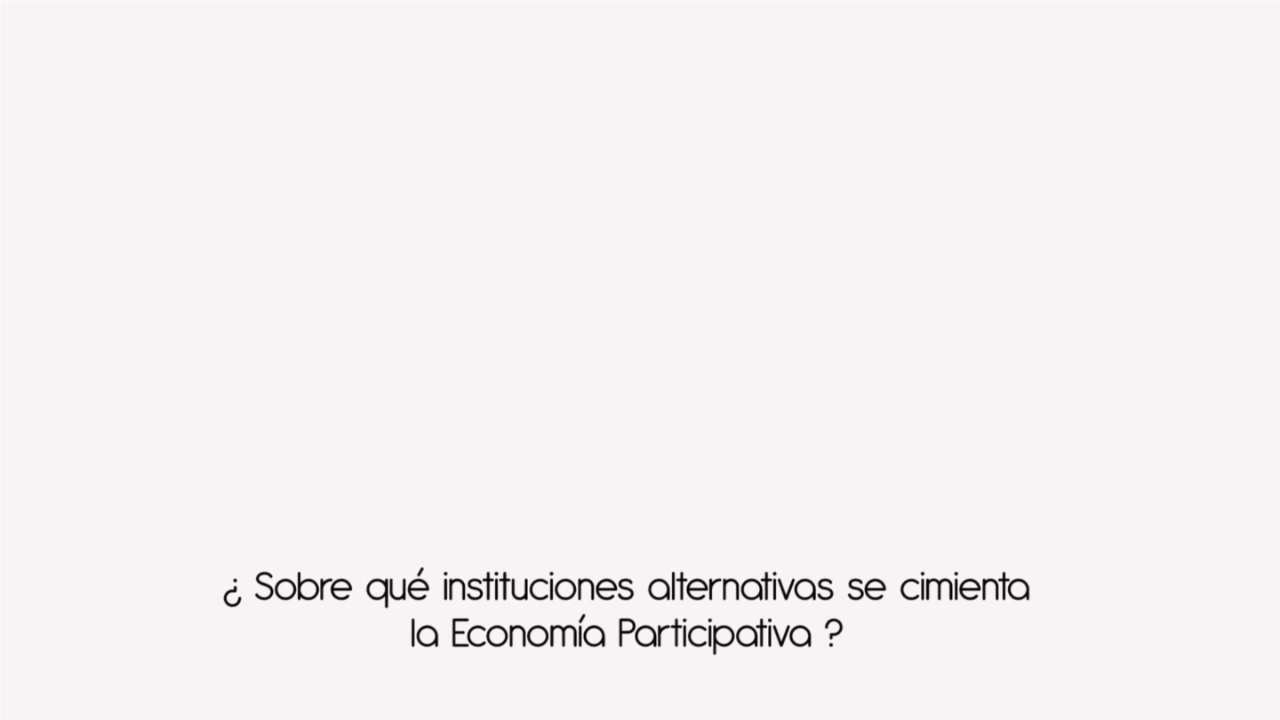 ¿ Sobre qué instituciones alternativas se cimienta
la Economía Participativa ?